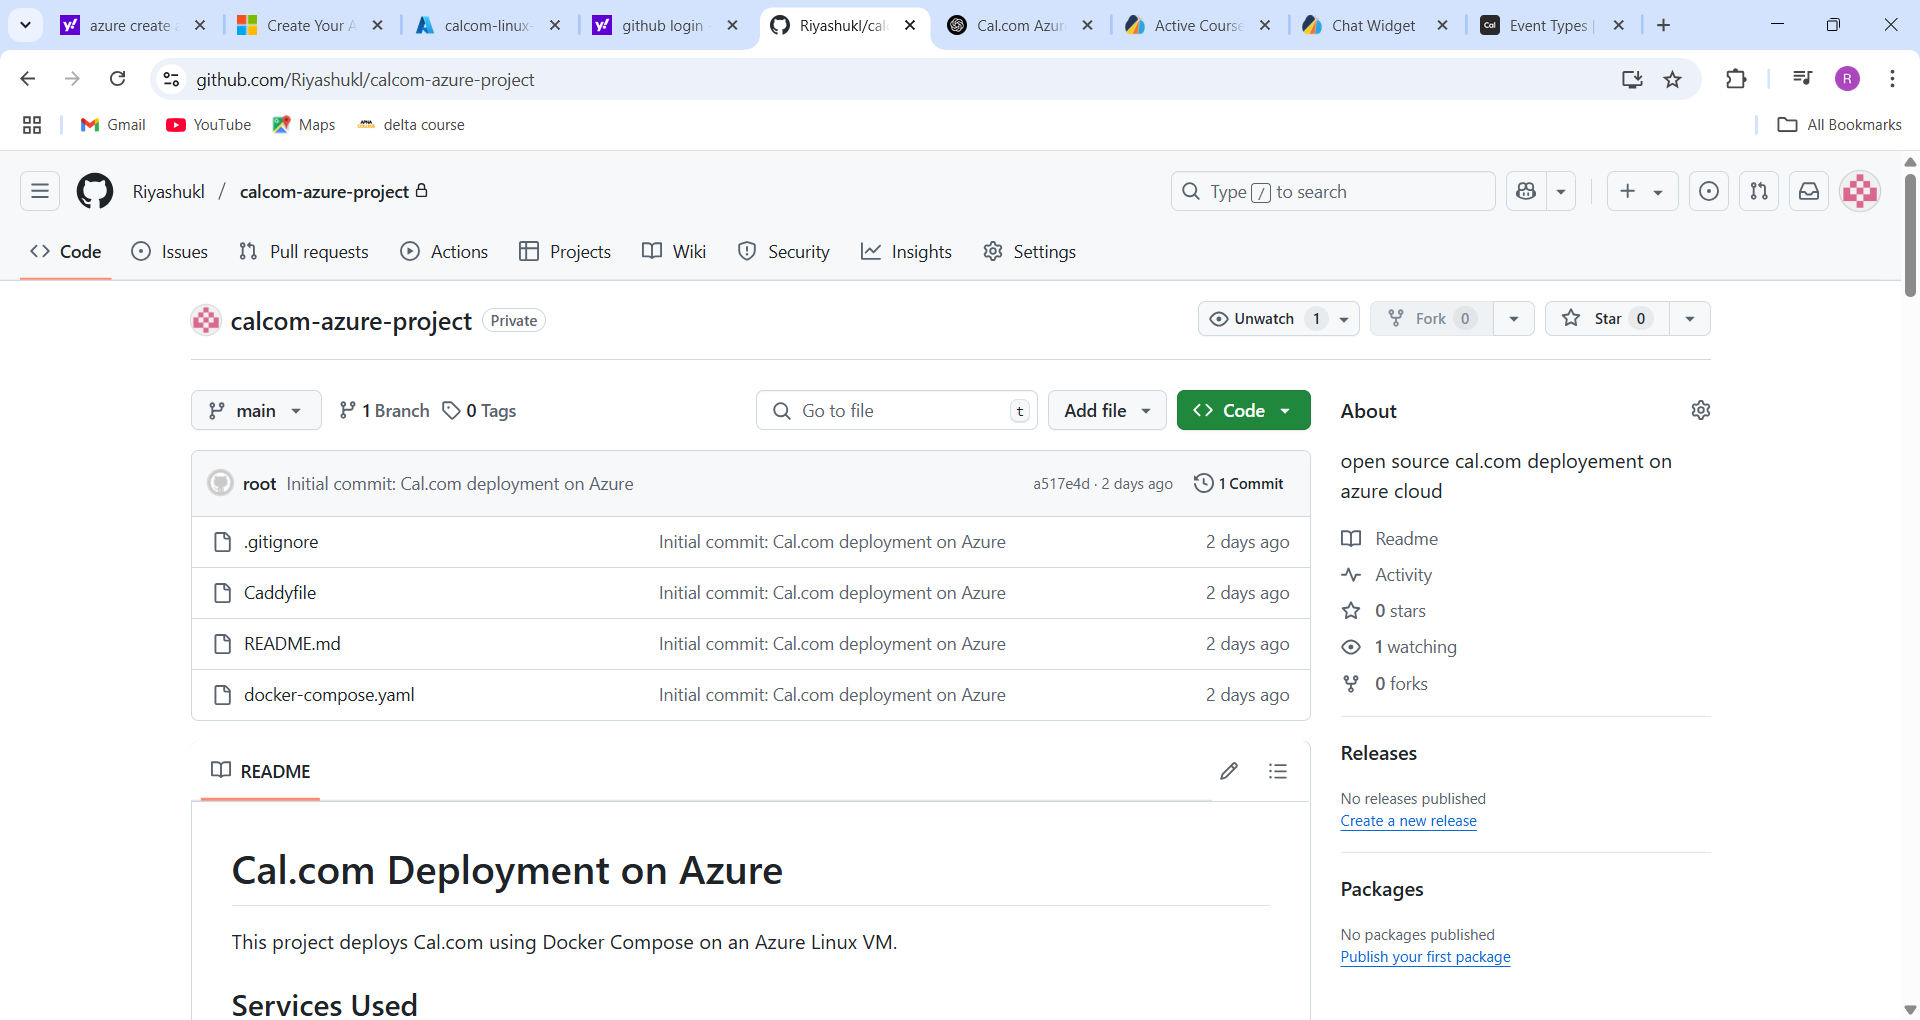 azure create a
Create Your A
calcom-linux-
github login -
Riyashukl/cal
Cal.com Azur
Active Course
Chat Widget
Cal Event Types |
github.com/Riyashukl/calcom-azure-project
R
Gmail
YouTube
Maps
APNA COLLEGE delta course
All Bookmarks
Riyashukl / calcom-azure-project
Type / to search
Code
Issues
Pull requests
Actions
Projects
Wiki
Security
Insights
Settings
calcom-azure-project Private
Unwatch 1
Fork 0
Star 0
main
1 Branch
0 Tags
Go to file t
Add file
Code
root Initial commit: Cal.com deployment on Azure a517e4d · 2 days ago 1 Commit
.gitignore Initial commit: Cal.com deployment on Azure 2 days ago
Caddyfile Initial commit: Cal.com deployment on Azure 2 days ago
README.md Initial commit: Cal.com deployment on Azure 2 days ago
docker-compose.yaml Initial commit: Cal.com deployment on Azure 2 days ago
README
Cal.com Deployment on Azure
This project deploys Cal.com using Docker Compose on an Azure Linux VM.
Services Used
About
open source cal.com deployement on
azure cloud
Readme
Activity
0 stars
1 watching
0 forks
Releases
No releases published
Create a new release
Packages
No packages published
Publish your first package